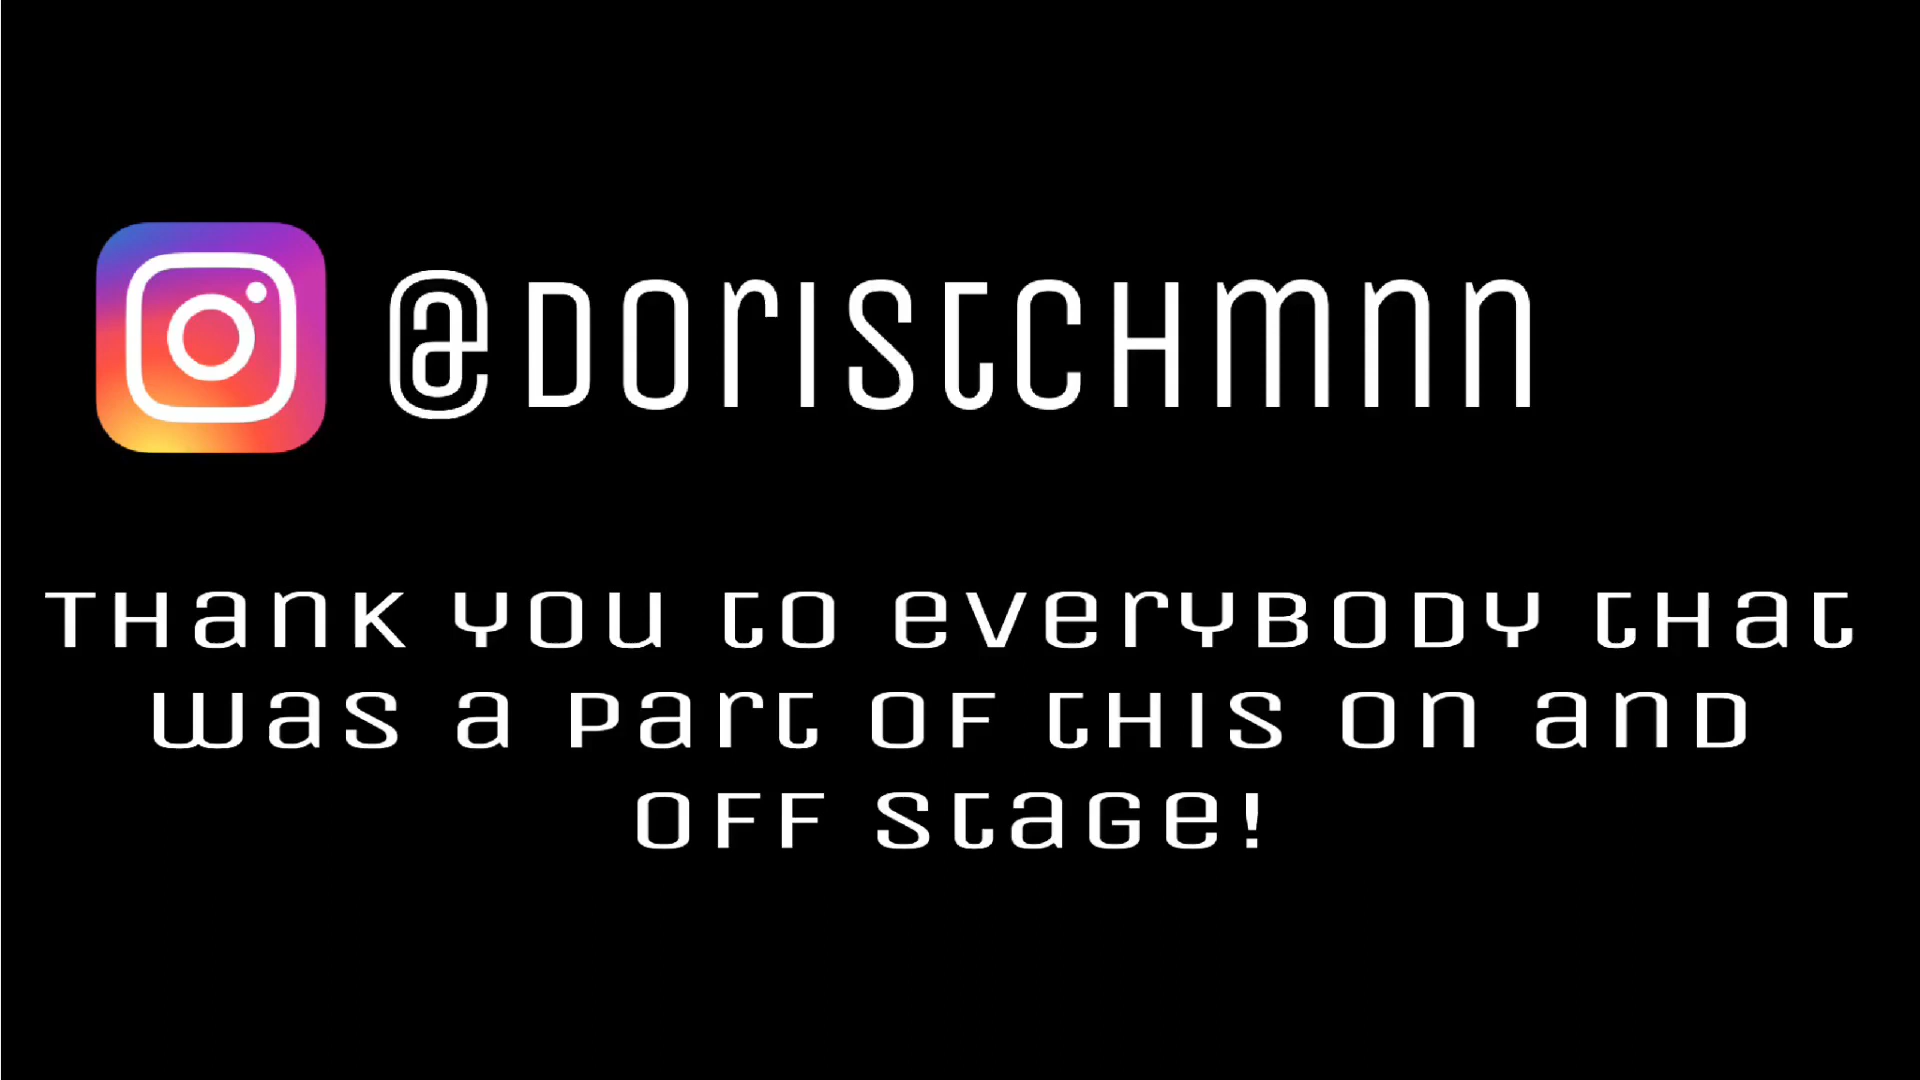 @DORISTCHMNN
THANK YOU TO EVERYBODY THAT
WAS A PART OF THIS ON AND
OFF STAGE!